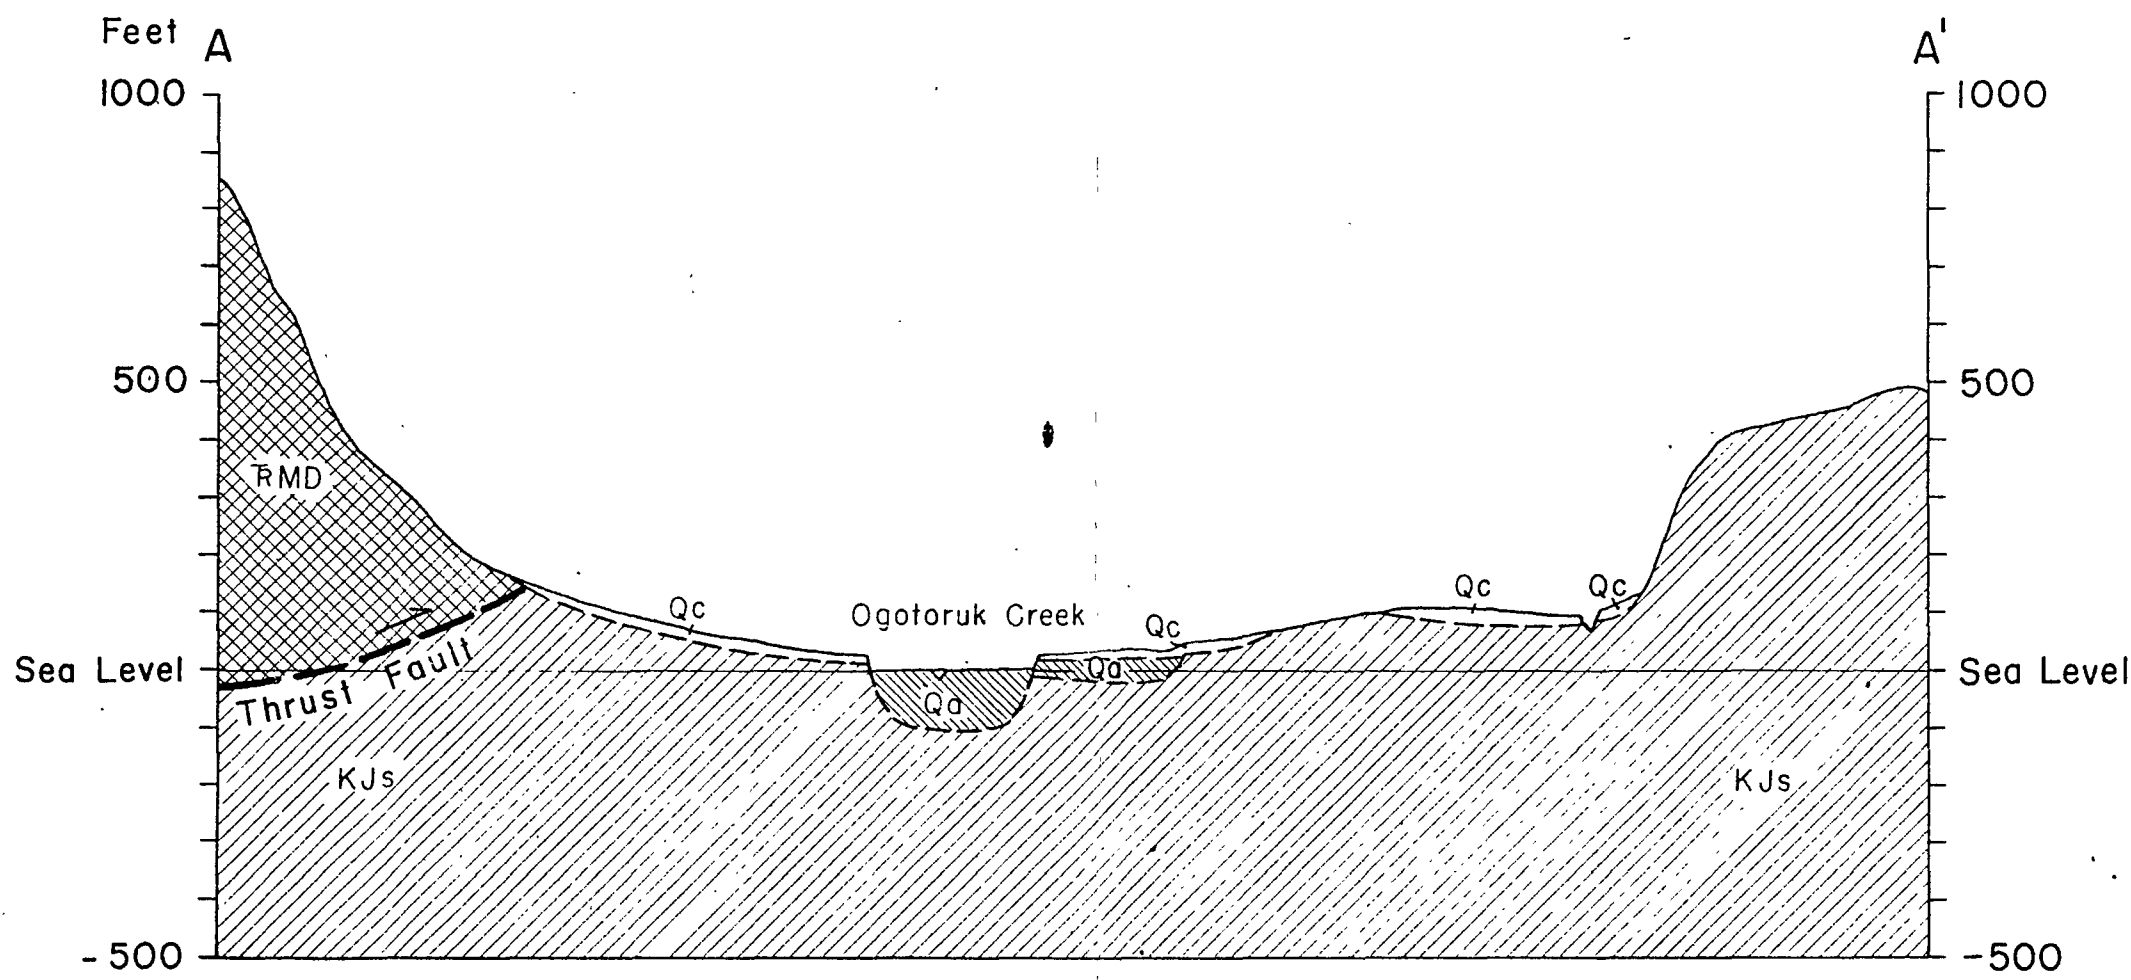 Feet A A'
1000 1000
500 500
ꞦMD
Qc Qc
Qc Ogotoruk Creek Qc
Sea Level Qa Sea Level
Thrust Fault Qa
KJs KJs
-500 -500